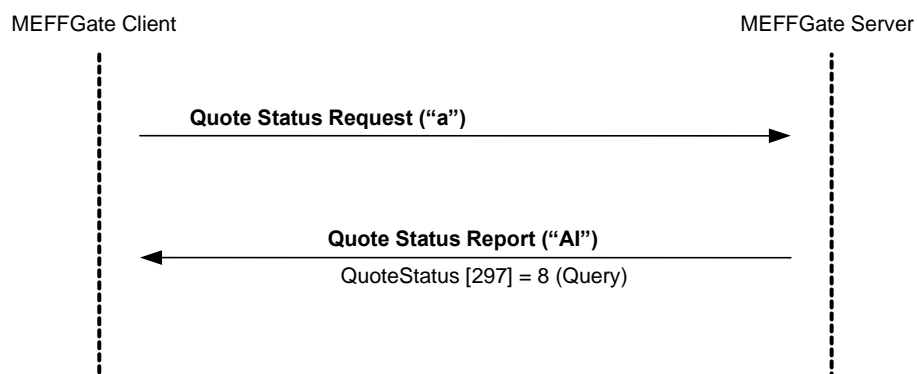 MEFFGate Client
MEFFGate Server
Quote Status Request (“a”)
Quote Status Report (“AI”)
QuoteStatus [297] = 8 (Query)